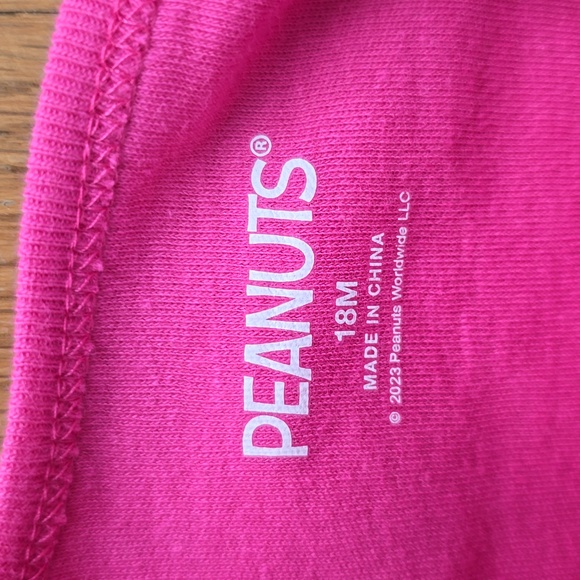 PEANUTS®
18M
MADE IN CHINA
© 2023 Peanuts Worldwide LLC